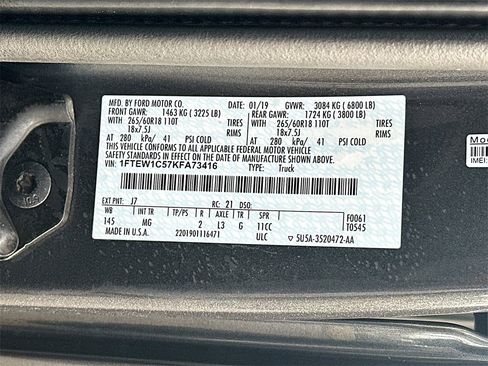 MFD. BY FORD MOTOR CO. DATE: 01/19 GVWR: 3084 KG ( 6800 LB)
FRONT GAWR: 1463 KG ( 3225 LB) REAR GAWR: 1724 KG ( 3800 LB)
WITH 265/60R18 110T TIRES WITH 265/60R18 110T TIRES
18x7.5J RIMS 18x7.5J RIMS
AT 280 kPa/ 41 PSI COLD AT 280 kPa/ 41 PSI COLD
THIS VEHICLE CONFORMS TO ALL APPLICABLE FEDERAL MOTOR VEHICLE SAFETY AND THEFT PREVENTION STANDARDS IN EFFECT ON THE DATE OF MANUFACTURE SHOWN ABOVE.
VIN: 1FTEW1C57KFA73416 TYPE: Truck
EXT PNT: J7 RC: 21 DSO: F0061
WB INT TR TP/PS R AXLE TR SPR T0545
145 M 2 L3 G 11CC
MADE IN U.S.A. 2201901116471 ULC 5U5A-3520472-AA
Mod
IMEI: